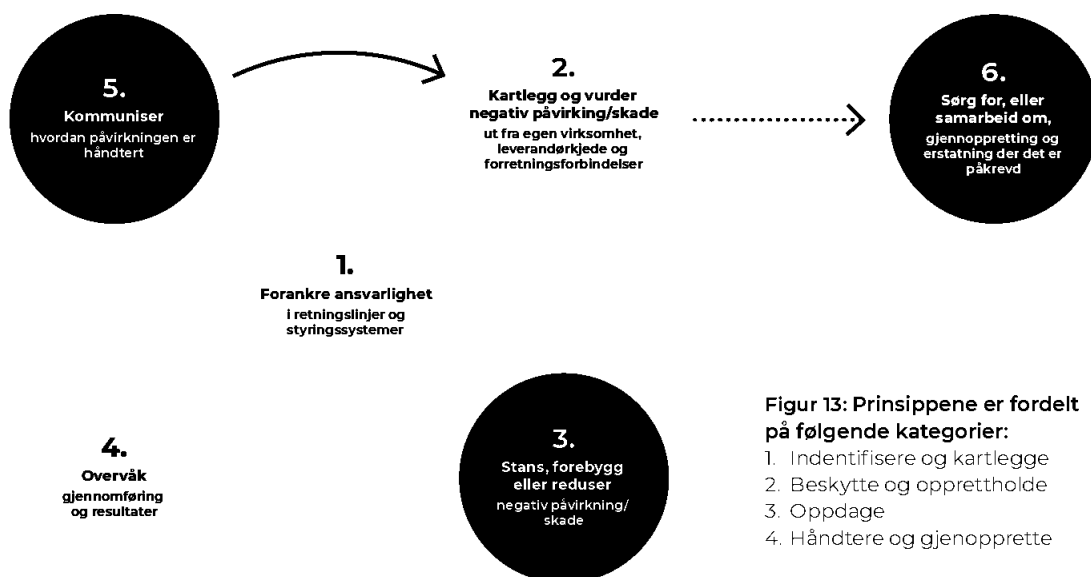 5.
Kommuniser
hvordan påvirkningen er
håndtert
2.
Kartlegg og vurder
negativ påvirking/skade
ut fra egen virksomhet,
leverandørkjede og
forretningsforbindelser
6.
Sørg for, eller
samarbeid om,
gjennoppretting og
erstatning der det er
påkrevd
1.
Forankre ansvarlighet
i retningslinjer og
styringssystemer
4.
Overvåk
gjennomføring
og resultater
3.
Stans, forebygg
eller reduser
negativ påvirkning/
skade
Figur 13: Prinsippene er fordelt
på følgende kategorier:
1. Indentifisere og kartlegge
2. Beskytte og opprettholde
3. Oppdage
4. Håndtere og gjenopprette